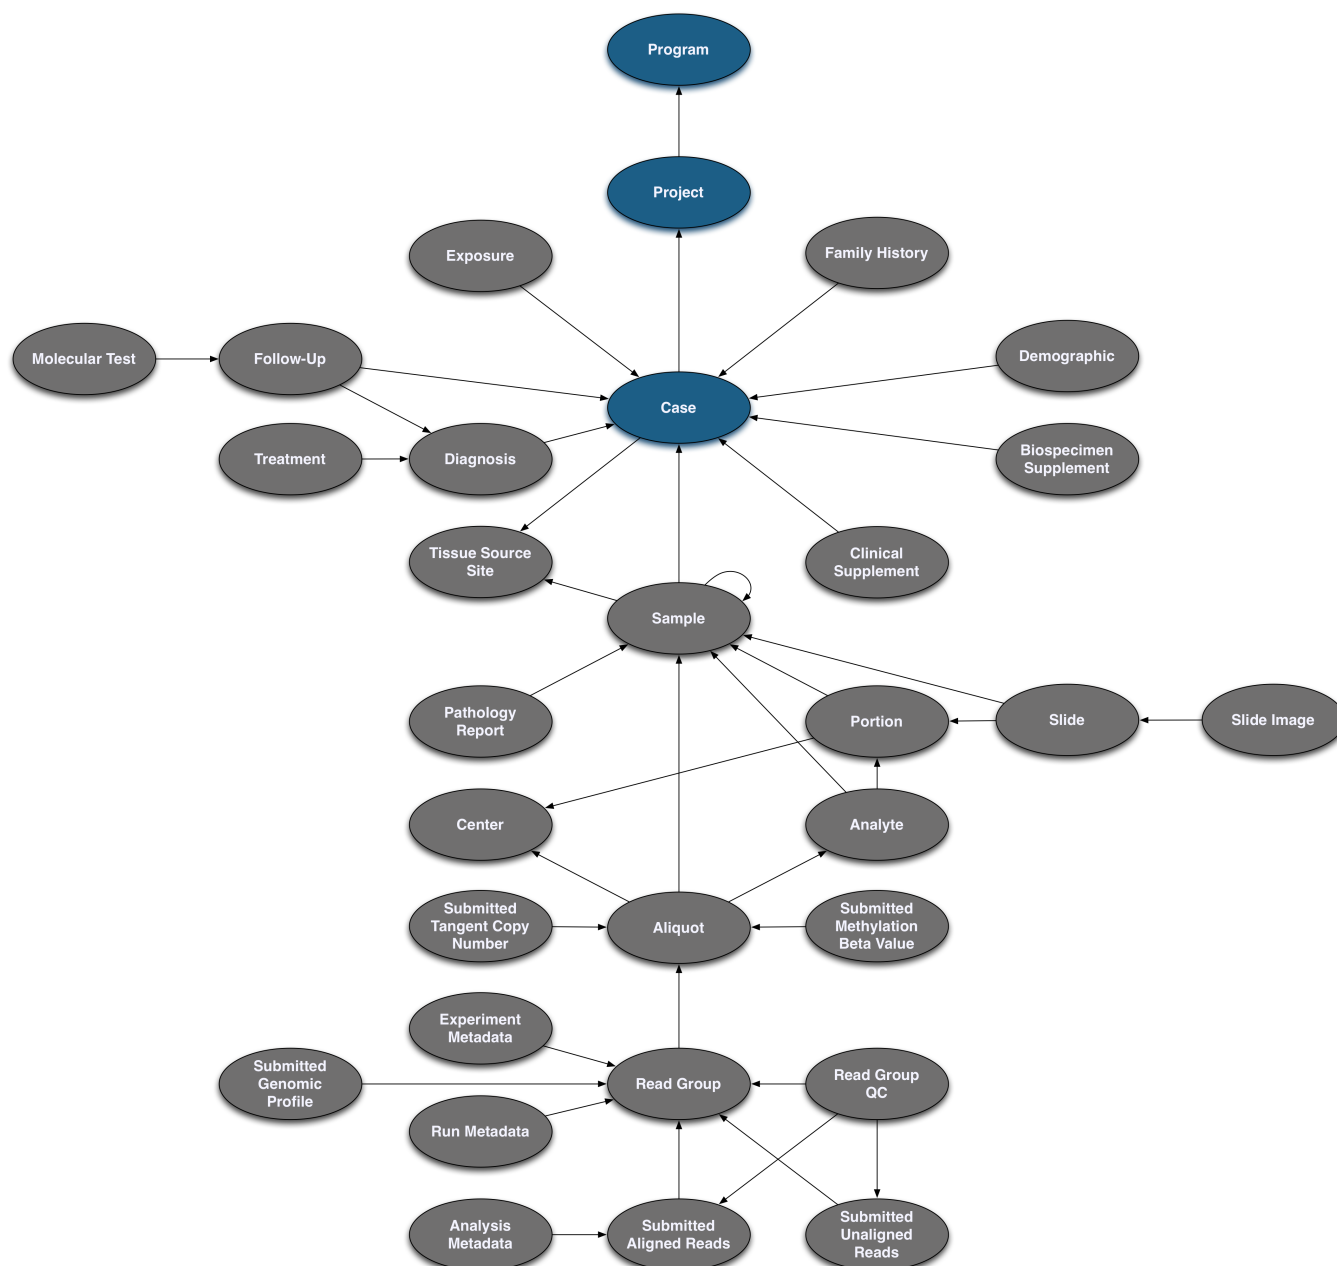 Program
Project
Exposure
Family History
Molecular Test
Follow-Up
Demographic
Case
Treatment
Diagnosis
Biospecimen
Supplement
Tissue Source
Site
Clinical
Supplement
Sample
Pathology
Report
Portion
Slide
Slide Image
Center
Analyte
Submitted
Tangent Copy
Number
Aliquot
Submitted
Methylation
Beta Value
Experiment
Metadata
Submitted
Genomic
Profile
Read Group
Read Group
QC
Run Metadata
Analysis
Metadata
Submitted
Aligned Reads
Submitted
Unaligned
Reads